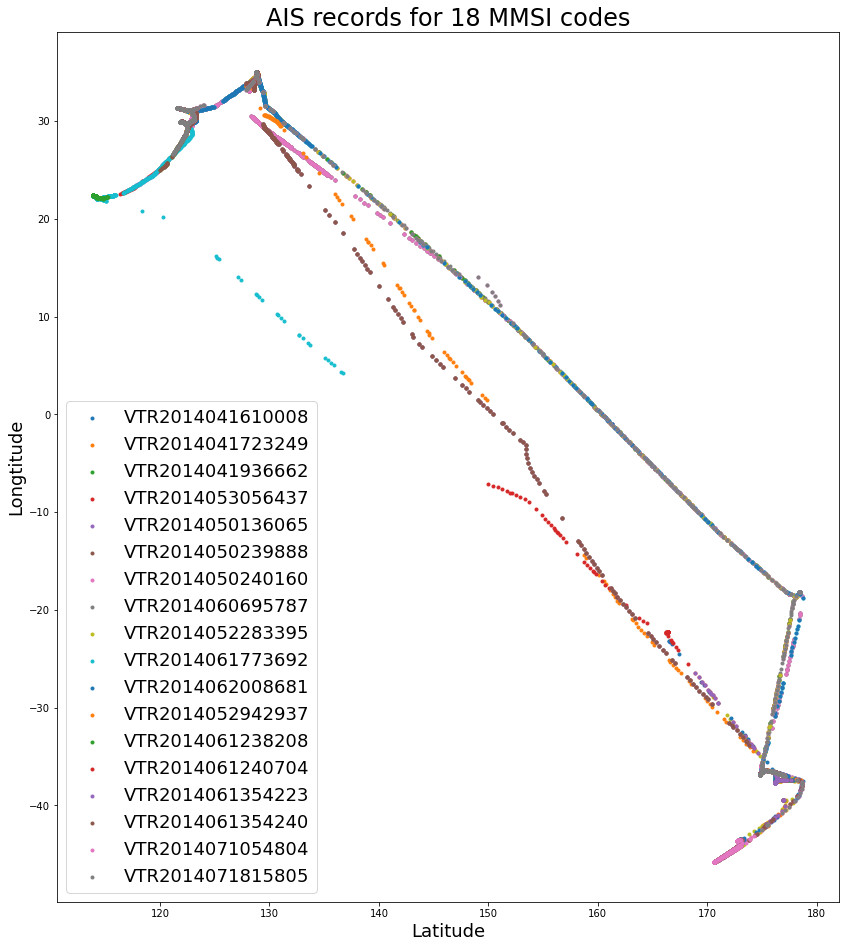 AIS records for 18 MMSI codes
Longtitude
30
20
10
0
−10
−20
−30
−40
VTR2014041610008
VTR2014041723249
VTR2014041936662
VTR2014053056437
VTR2014050136065
VTR2014050239888
VTR2014050240160
VTR2014060695787
VTR2014052283395
VTR2014061773692
VTR2014062008681
VTR2014052942937
VTR2014061238208
VTR2014061240704
VTR2014061354223
VTR2014061354240
VTR2014071054804
VTR2014071815805
120 130 140 150 160 170 180
Latitude